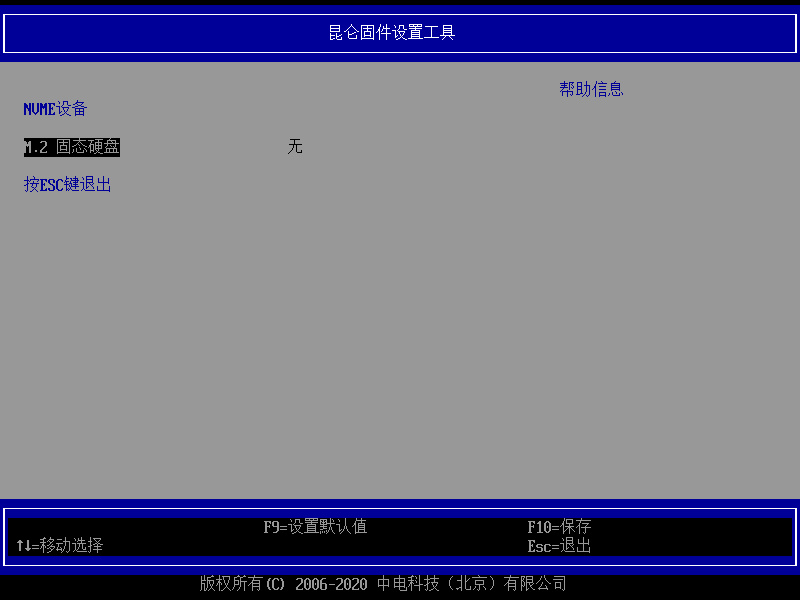 昆仑固件设置工具
帮助信息
NVME设备
M.2 固态硬盘 无
按ESC键退出
F9=设置默认值 F10=保存
↑↓=移动选择 Esc=退出
版权所有(C) 2006-2020 中电科技（北京）有限公司